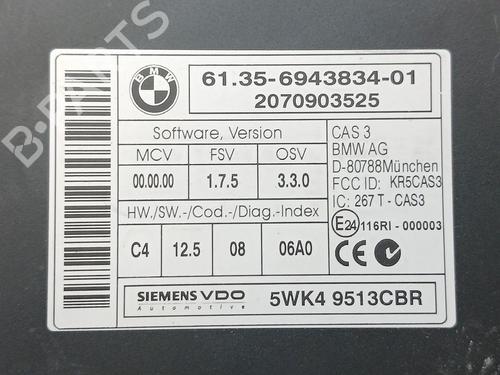 BMW
61.35-6943834-01
2070903525
Software, Version
MCV FSV OSV
00.00.00 1.7.5 3.3.0
HW./SW.-/Cod.-/Diag.-Index
C4 12.5 08 06A0
CAS 3
BMW AG
D-80788München
FCC ID: KR5CAS3
IC: 267 T - CAS3
E24 116RI - 000003
CE
SIEMENS VDO
Automotive
5WK4 9513CBR
B-PARTS